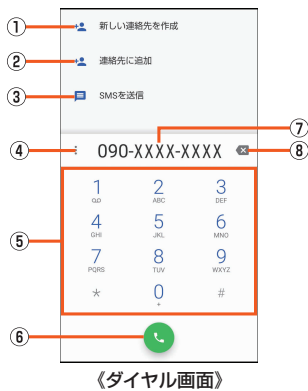 ① 新しい連絡先を作成
② 連絡先に追加
③ SMSを送信
⑦
④ 090-XXXX-XXXX ⑧
1 2 3
ABC DEF
4 5 6
GHI JKL MNO
⑤
7 8 9
PQRS TUV WXYZ
* 0 #
+
⑥
《ダイヤル画面》